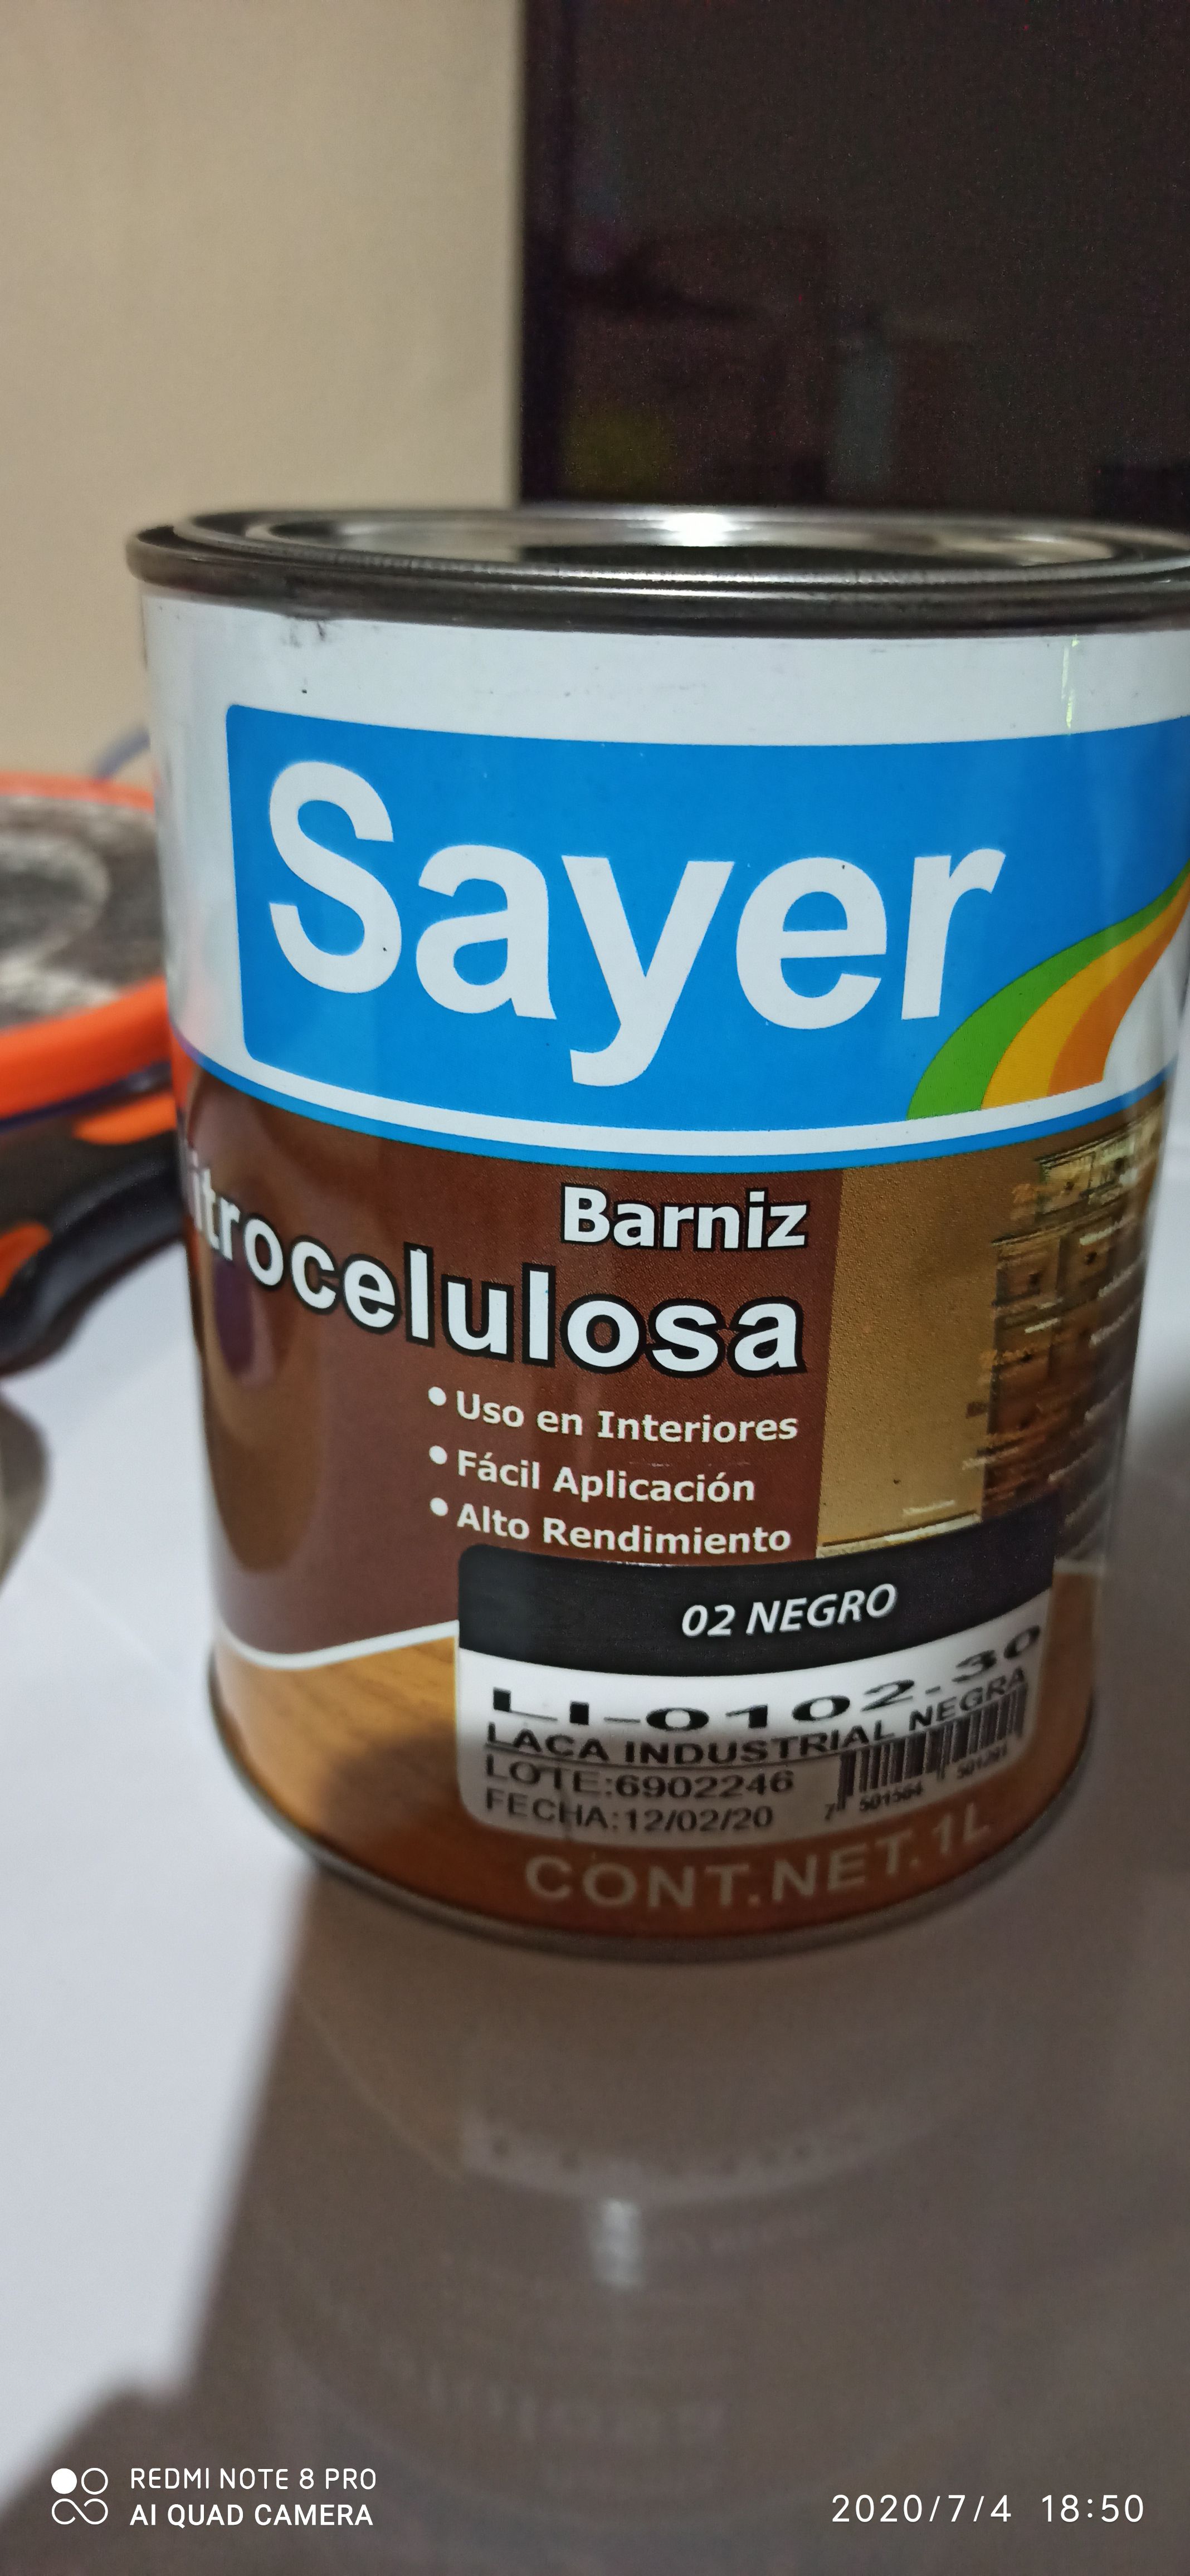 Sayer
Barniz
itrocelulosa
• Uso en Interiores
• Fácil Aplicación
• Alto Rendimiento
02 NEGRO
LI-0102.30
LACA INDUSTRIAL NEGRA
LOTE:6902246
FECHA:12/02/20
7 501564
CONT.NET.1L
REDMI NOTE 8 PRO
AI QUAD CAMERA
2020/7/4 18:50